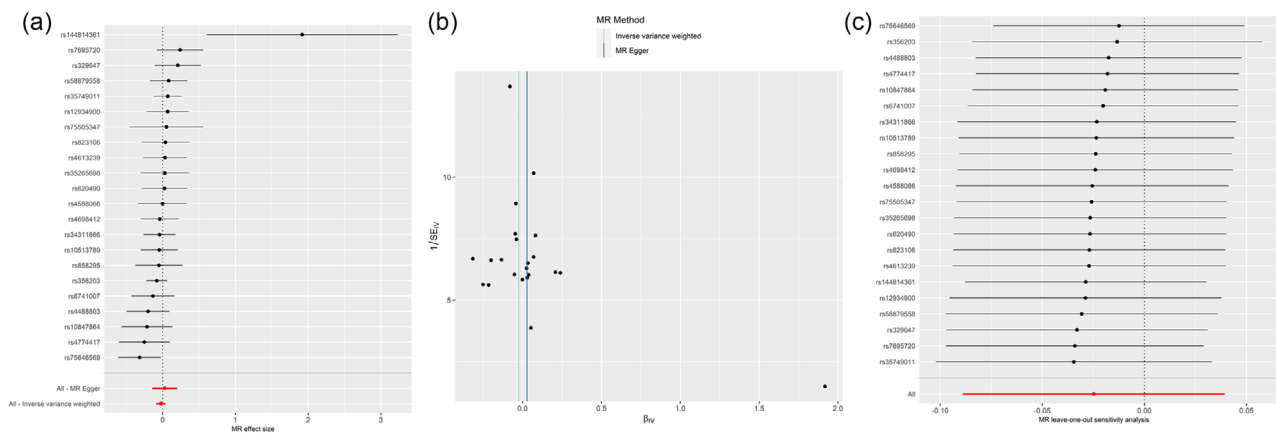 (a)
rs144814361
rs7695720
rs329647
rs58879558
rs35749011
rs12934900
rs75505347
rs823106
rs4613239
rs35265698
rs620490
rs4588066
rs4698412
rs34311866
rs10513789
rs858295
rs356203
rs6741007
rs4488803
rs10847864
rs4774417
rs75646569
All - MR Egger
All - Inverse variance weighted
0 1 2 3
MR effect size
(b)
MR Method
Inverse variance weighted
MR Egger
10
5
1/SE_IV
0.0 0.5 1.0 1.5 2.0
β_IV
(c)
rs75646569
rs356203
rs4488803
rs4774417
rs10847864
rs6741007
rs34311866
rs10513789
rs858295
rs4698412
rs4588066
rs75505347
rs35265698
rs620490
rs823106
rs4613239
rs144814361
rs12934900
rs58879558
rs329647
rs7695720
rs35749011
All
-0.10 -0.05 0.00 0.05
MR leave-one-out sensitivity analysis